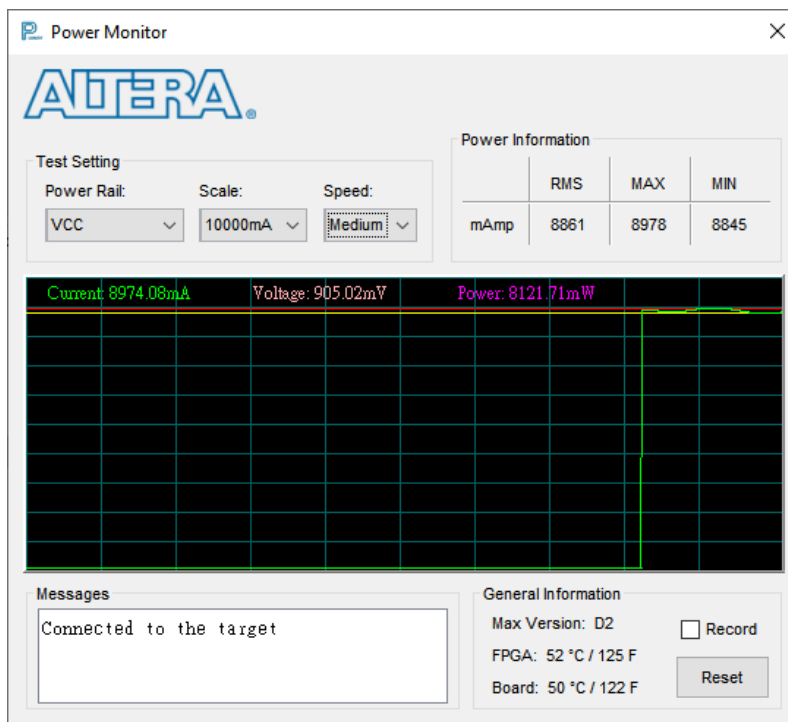 Power Monitor
ALTERA®
Test Setting
Power Rail: Scale: Speed:
VCC 10000mA Medium
Power Information
RMS MAX MIN
mAmp 8861 8978 8845
Current: 8974.08mA Voltage: 905.02mV Power: 8121.71mW
Messages
Connected to the target
General Information
Max Version: D2
FPGA: 52 °C / 125 F
Board: 50 °C / 122 F
Record
Reset